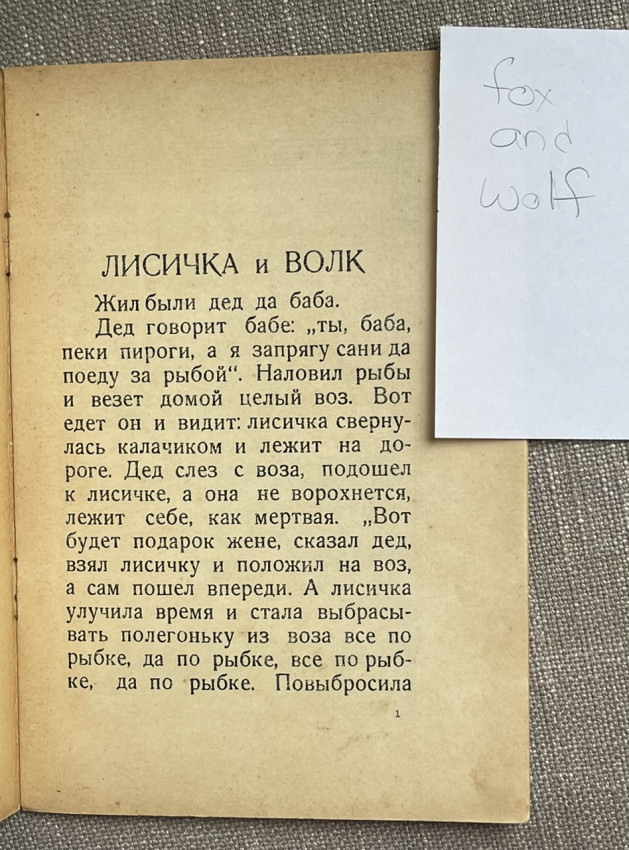 fox
and
wolf
ЛИСИЧКА и ВОЛК
Жил были дед да баба.
Дед говорит бабе: „ты, баба,
пеки пироги, а я запрягу сани да
поеду за рыбой“. Наловил рыбы
и везет домой целый воз. Вот
едет он и видит: лисичка сверну-
лась калачиком и лежит на до-
роге. Дед слез с воза, подошел
к лисичке, а она не ворохнется,
лежит себе, как мертвая. „Вот
будет подарок жене, сказал дед,
взял лисичку и положил на воз,
а сам пошел впереди. А лисичка
улучила время и стала выбрасы-
вать полегоньку из воза все по
рыбке, да по рыбке, все по рыб-
ке, да по рыбке. Повыбросила
1